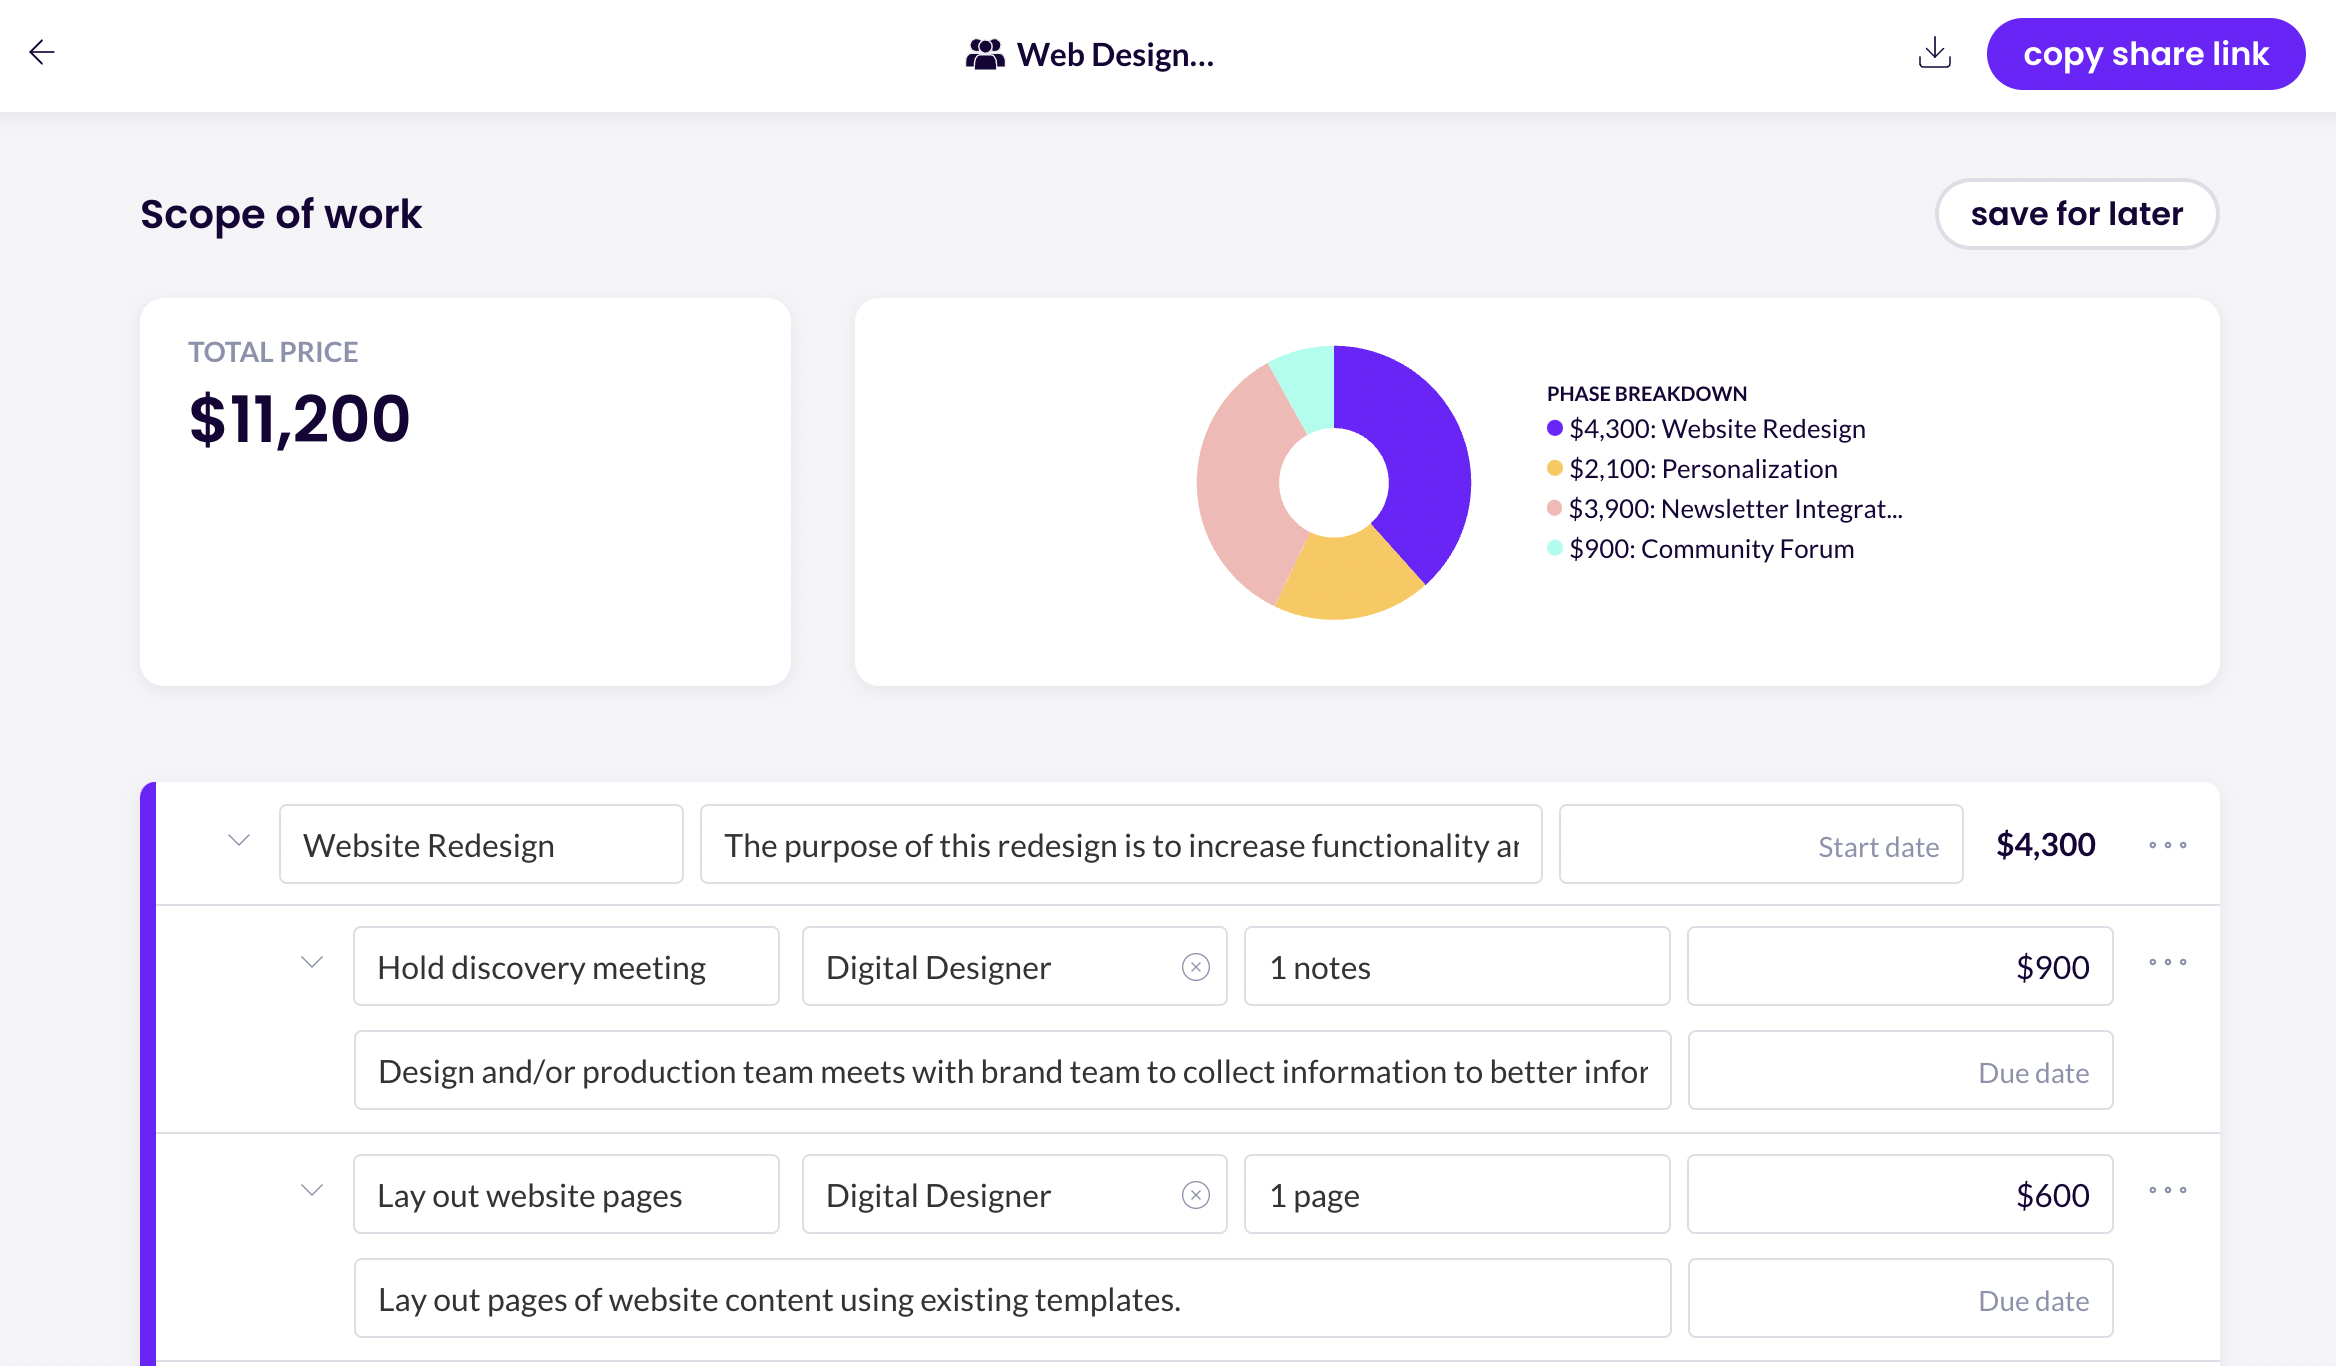 Web Design...
copy share link
Scope of work
save for later
TOTAL PRICE
$11,200
PHASE BREAKDOWN
$4,300: Website Redesign
$2,100: Personalization
$3,900: Newsletter Integrat...
$900: Community Forum
Website Redesign
The purpose of this redesign is to increase functionality
Start date
$4,300
Hold discovery meeting
Digital Designer
1 notes
$900
Design and/or production team meets with brand team to collect information to better
Due date
Lay out website pages
Digital Designer
1 page
$600
Lay out pages of website content using existing templates.
Due date